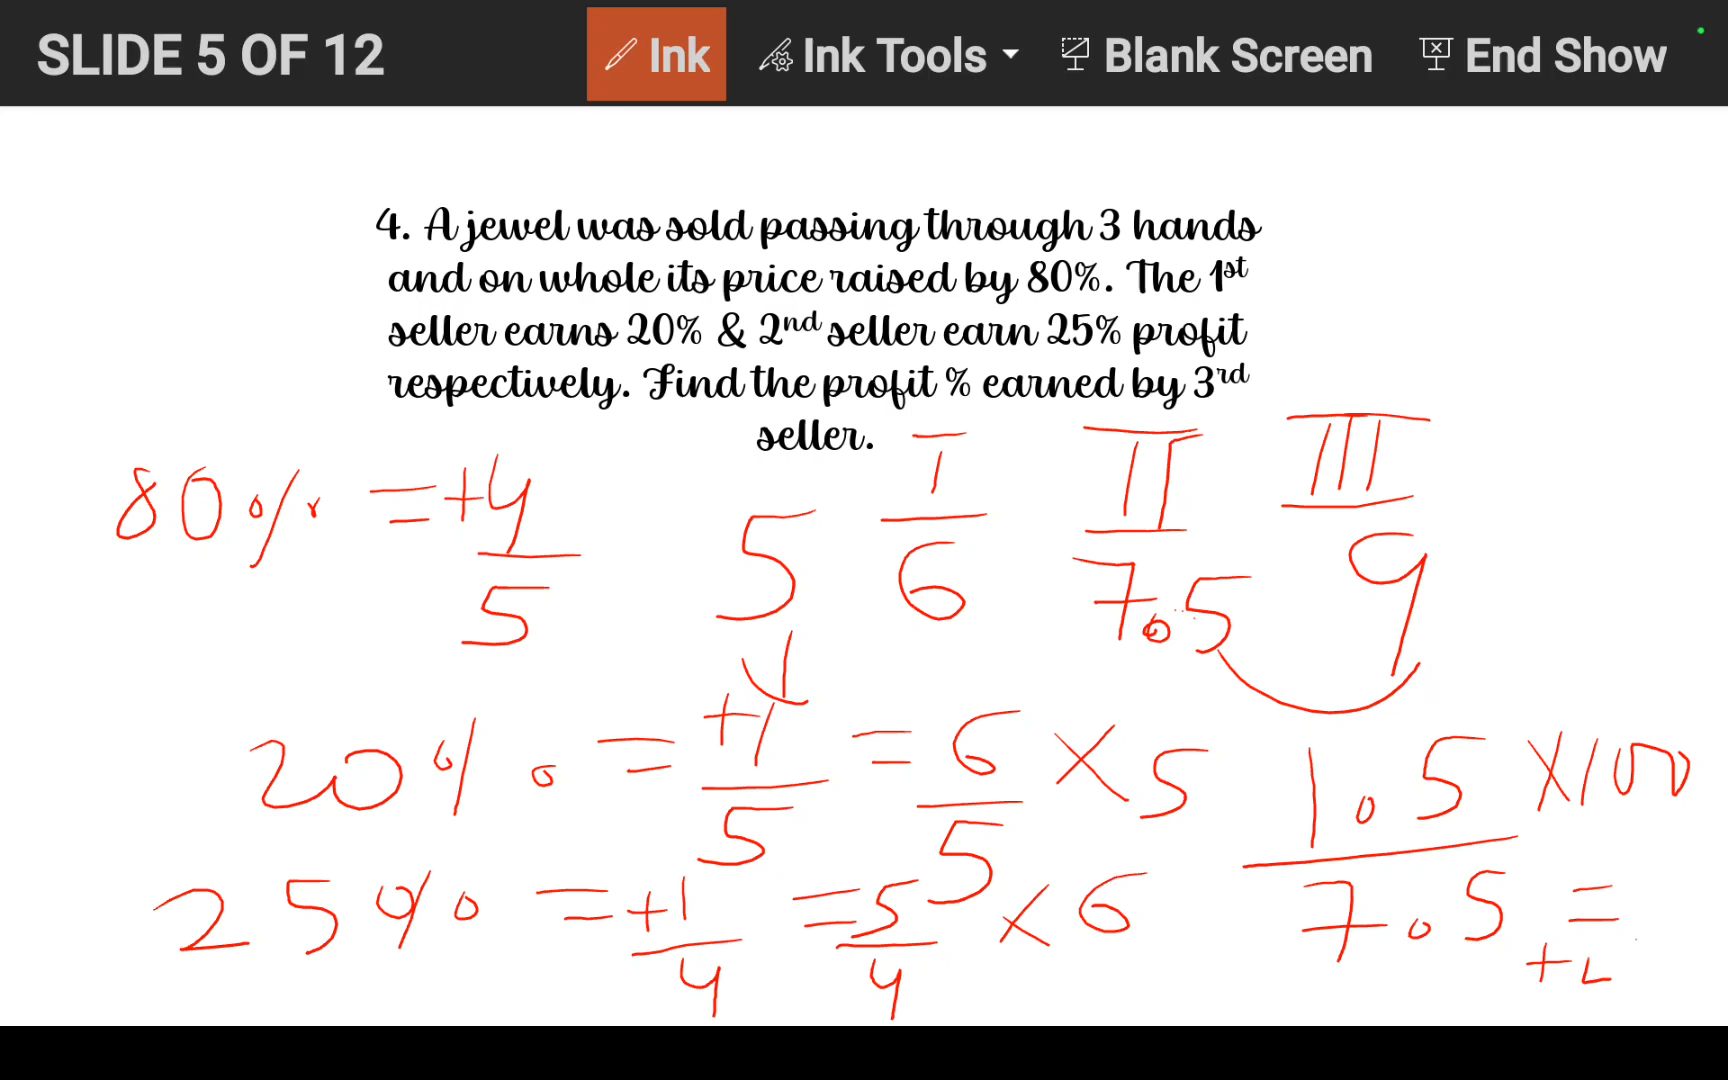 SLIDE 5 OF 12 Ink Ink Tools Blank Screen End Show
4. A jewel was sold passing through 3 hands
and on whole its price raised by 80%. The 1st
seller earns 20% & 2nd seller earn 25% profit
respectively. Find the profit % earned by 3rd
seller.
I II III
80% = +4/5
5 6 7.5 9
20% = +1/5 = 6/5 × 5
1.5 × 100 / 7.5 =
25% = +1/4 = 5/4 × 6